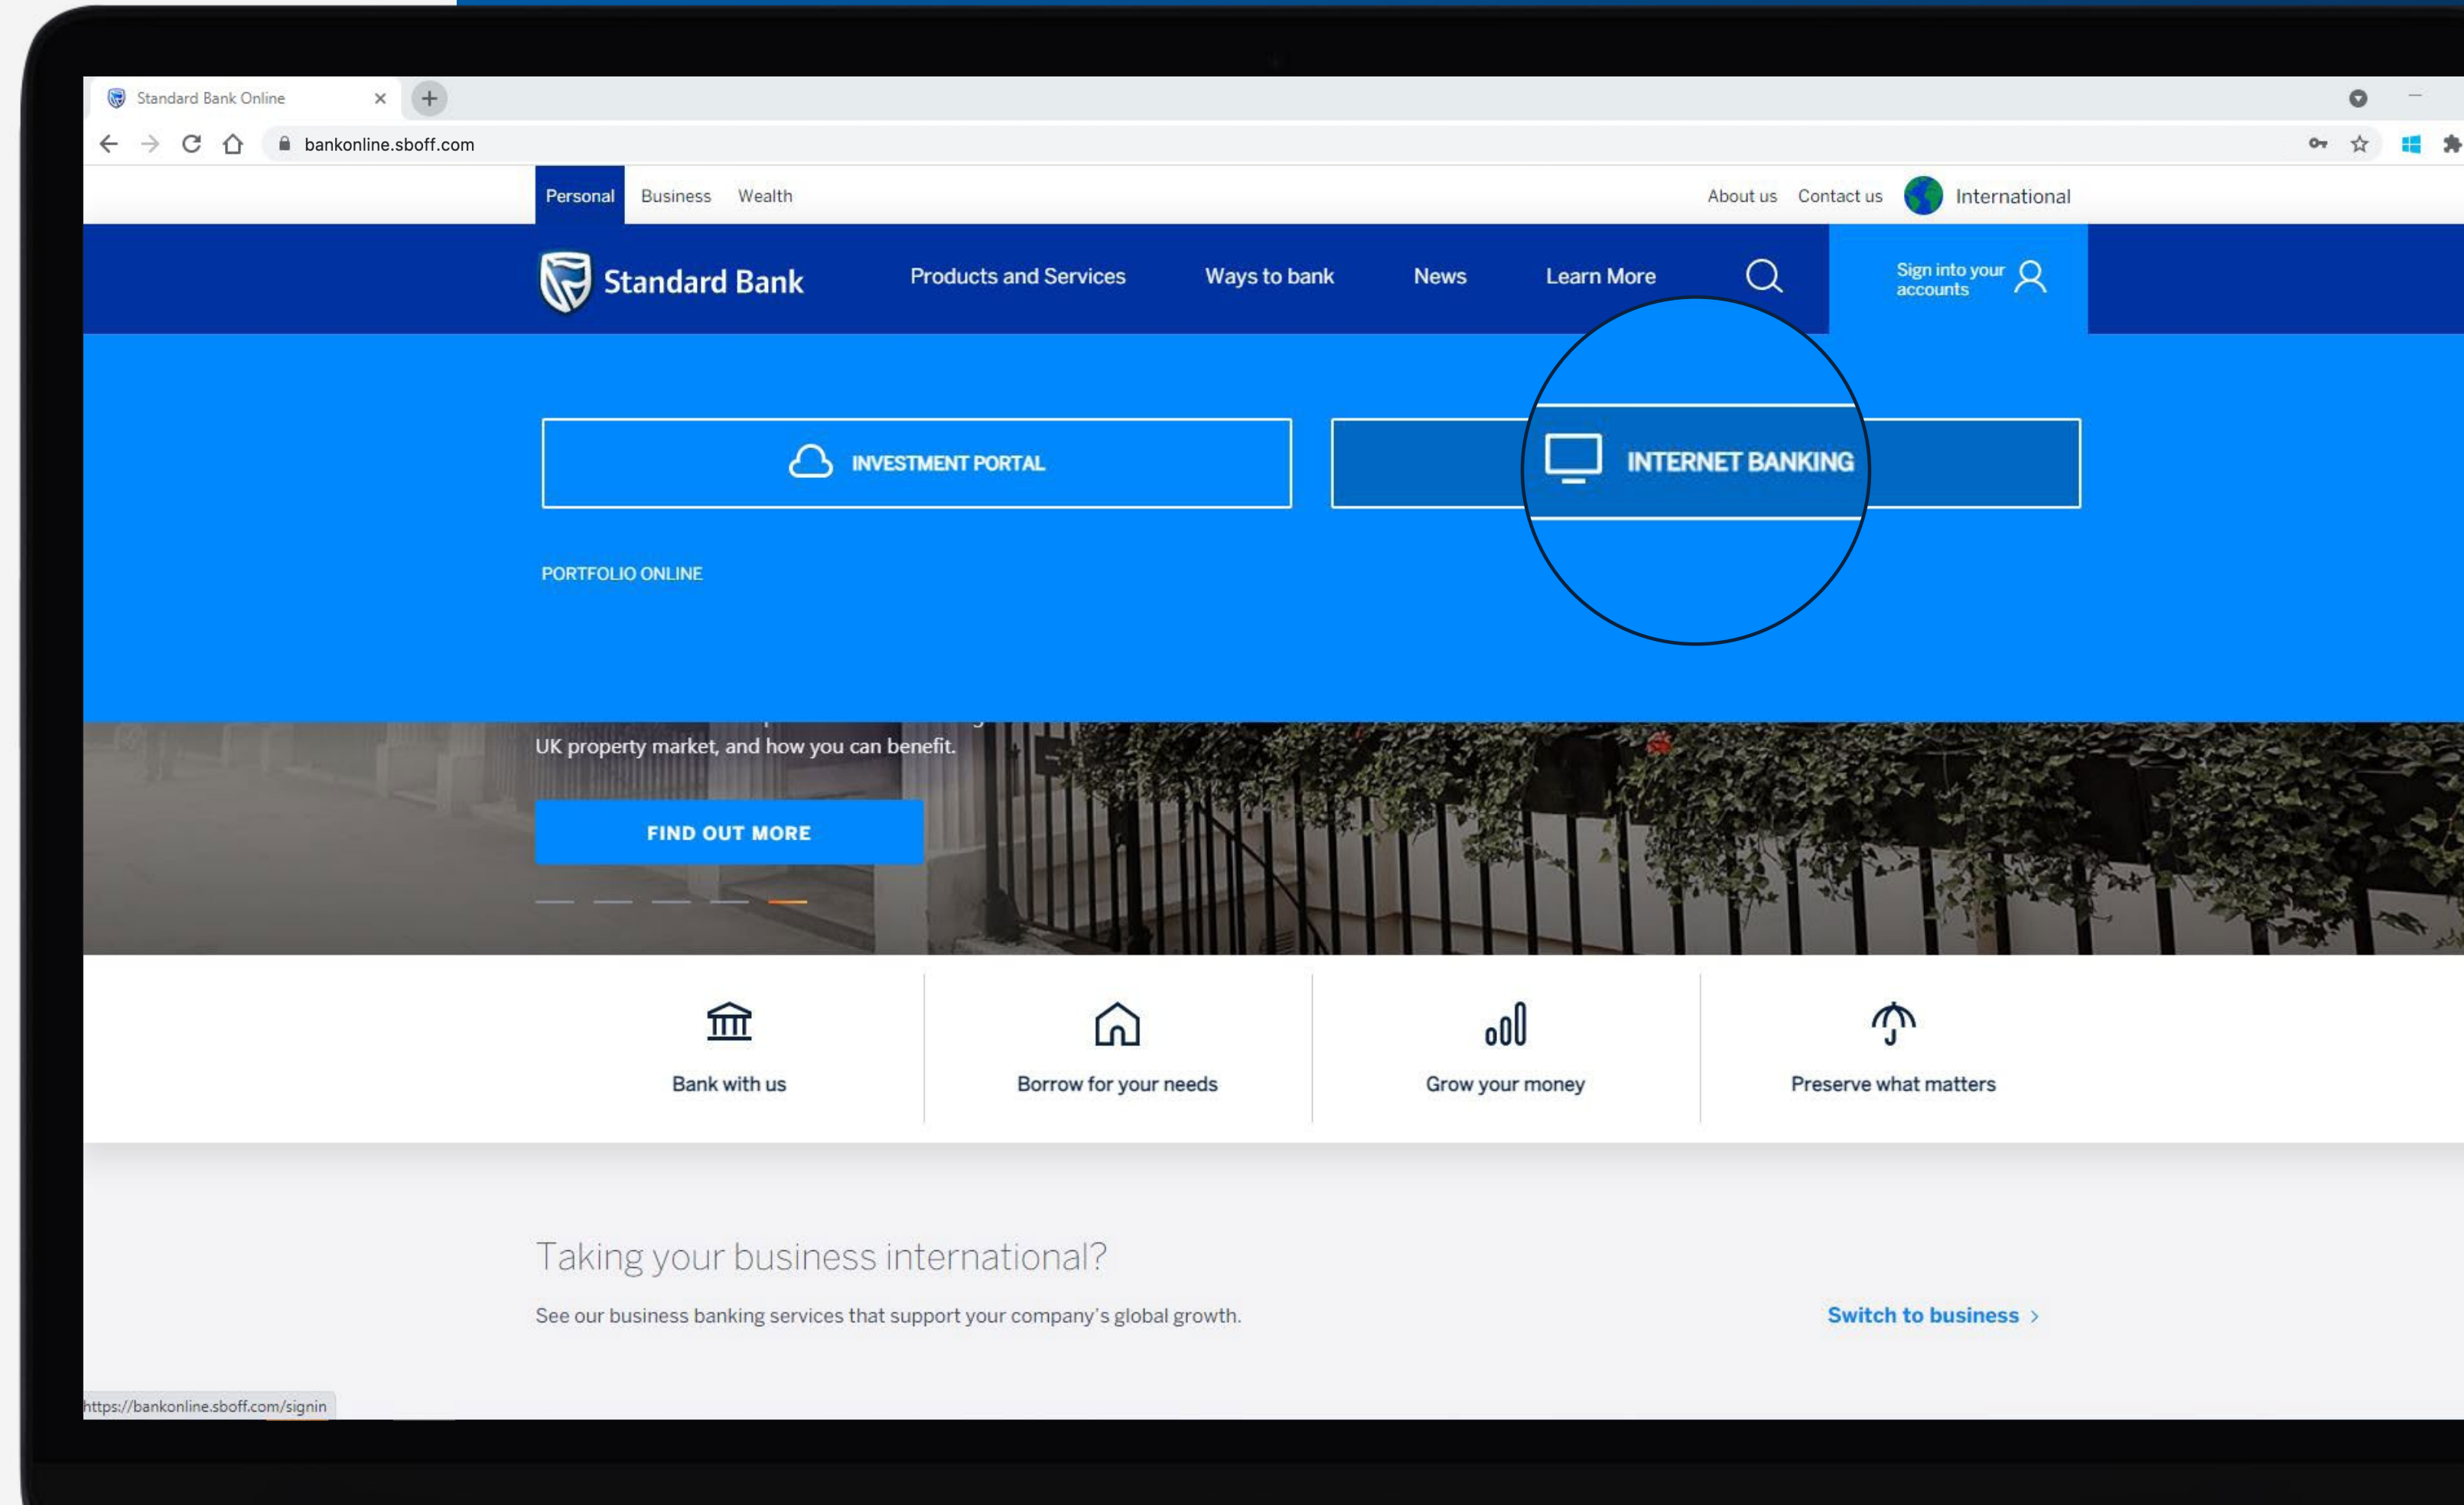 Standard Bank Online
bankonline.sboff.com
Personal Business Wealth About us Contact us International
Standard Bank Products and Services Ways to bank News Learn More Sign into your
accounts
INVESTMENT PORTAL INTERNET BANKING
PORTFOLIO ONLINE
UK property market, and how you can benefit.
FIND OUT MORE
Bank with us Borrow for your needs Grow your money Preserve what matters
Taking your business international?
See our business banking services that support your company's global growth. Switch to business >
https://bankonline.sboff.com/signin